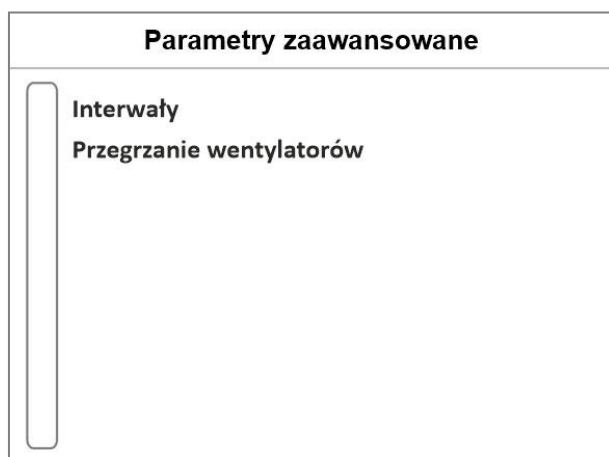 Parametry zaawansowane
Interwały
Przegrzanie wentylatorów